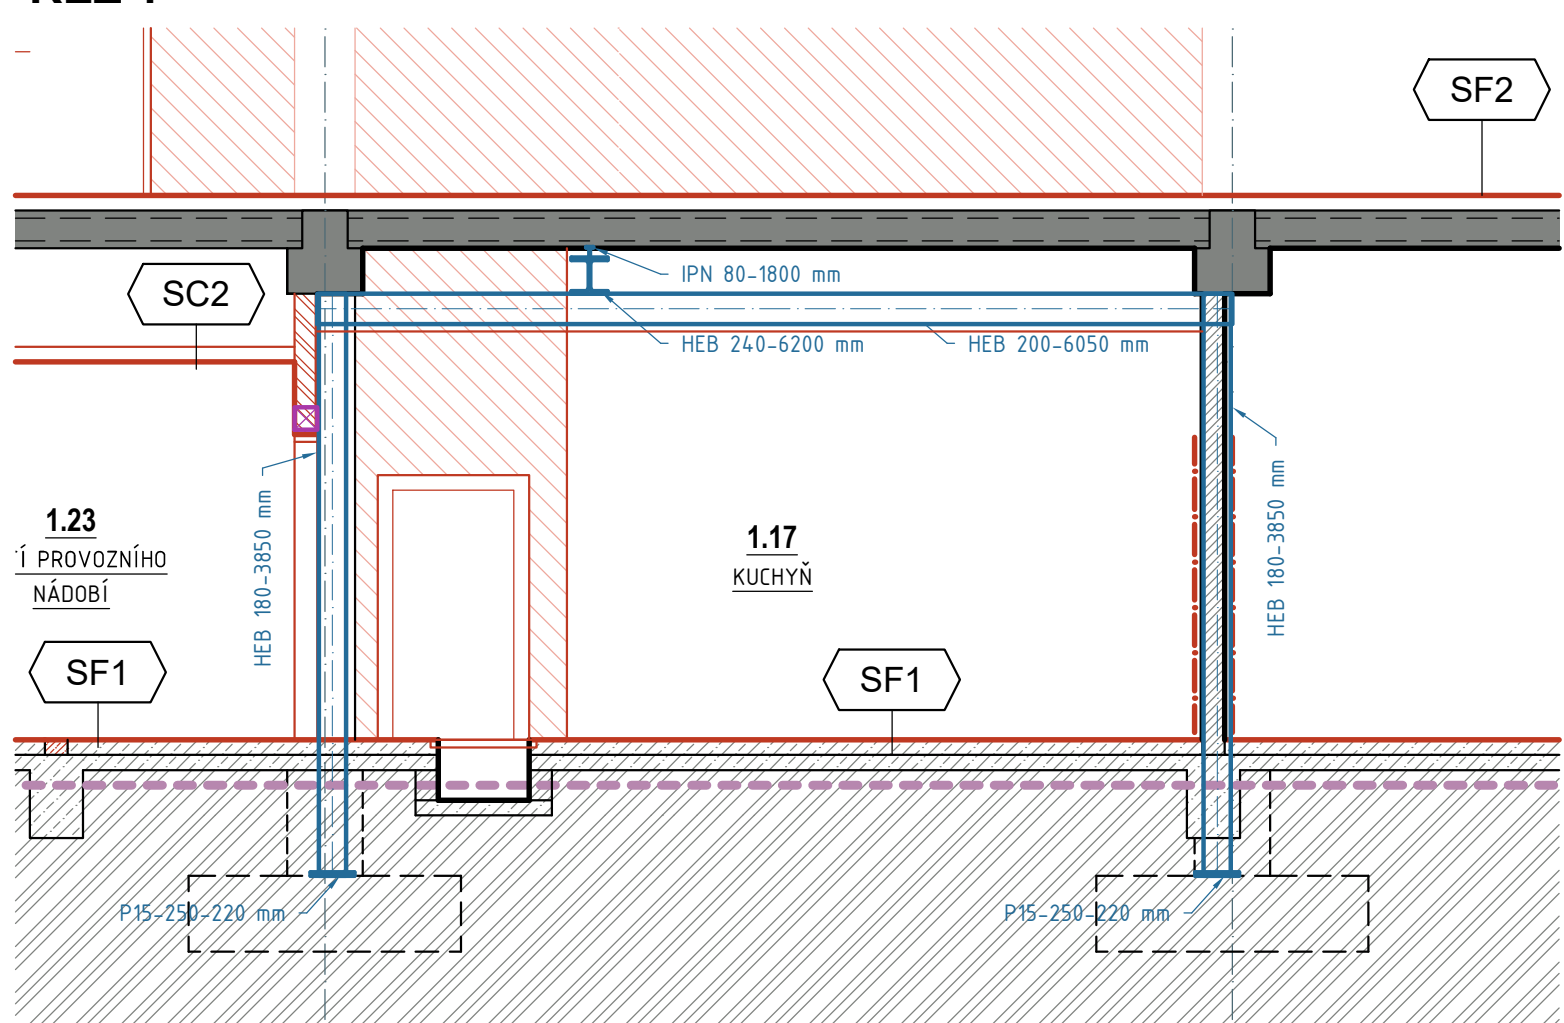 SF2
SC2
IPN 80-1800 mm
HEB 240-6200 mm
HEB 200-6050 mm
HEB 180-3850 mm
HEB 180-3850 mm
1.23
Í PROVOZNÍHO
NÁDOBÍ
1.17
KUCHYŇ
SF1
SF1
P15-250-220 mm
P15-250-220 mm